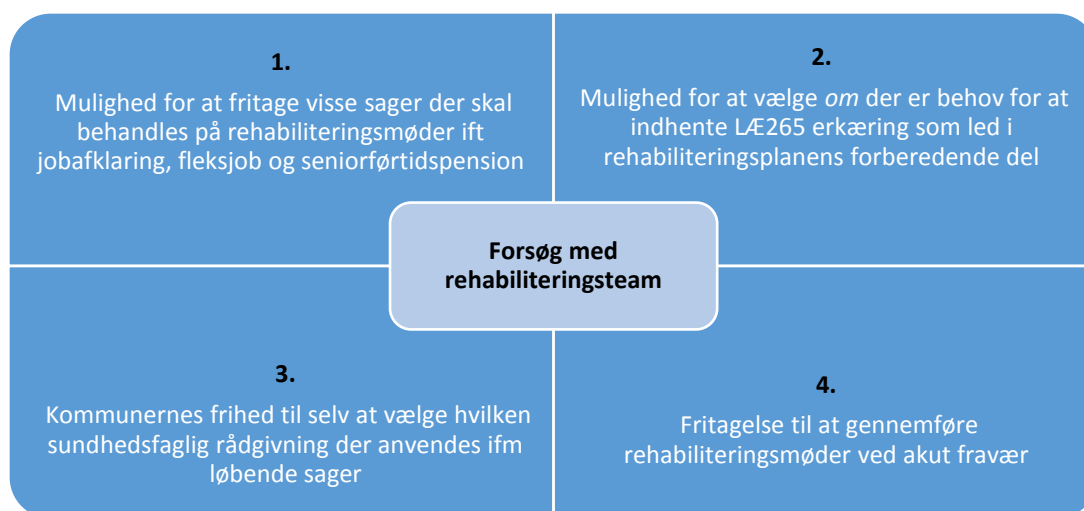 1.
Mulighed for at fritage visse sager der skal
behandles på rehabiliteringsmøder ift
jobafklaring, fleksjob og seniorførtidspension
2.
Mulighed for at vælge om der er behov for at
indhente LÆ265 erkæring som led i
rehabiliteringsplanens forberedende del
Forsøg med
rehabiliteringsteam
3.
Kommunernes frihed til selv at vælge hvilken
sundhedsfaglig rådgivning der anvendes ifm
løbende sager
4.
Fritagelse til at gennemføre
rehabiliteringsmøder ved akut fravær